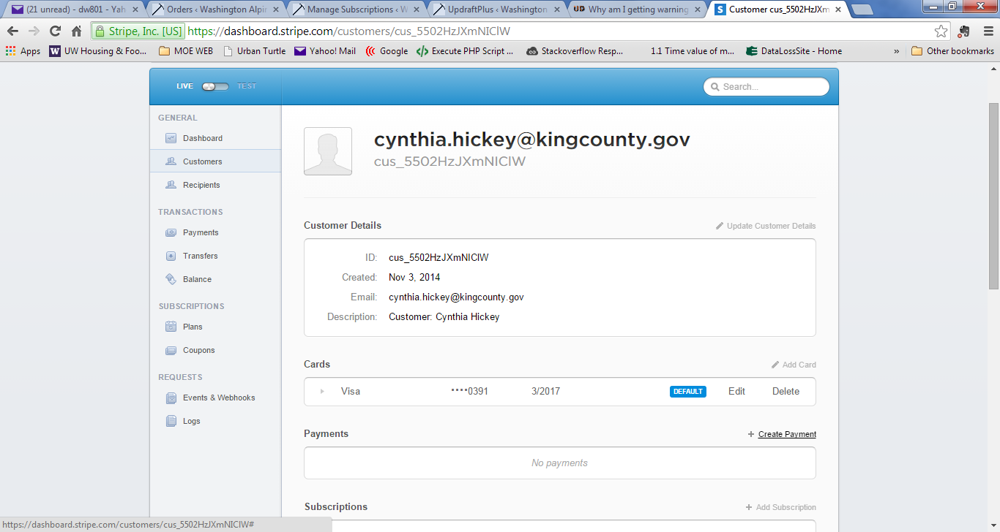 (21 unread) - dw801 - Yah
Orders ‹ Washington Alpin
Manage Subscriptions ‹ W
UpdraftPlus ‹ Washington
Why am I getting warning
Customer cus_5502HzJXm
Stripe, Inc. [US]
https://dashboard.stripe.com/customers/cus_5502HzJXmNIClW
Apps
UW Housing & Foo...
MOE WEB
Urban Turtle
Yahoo! Mail
Google
Execute PHP Script ...
Stackoverflow Resp...
1.1 Time value of m...
DataLossSite - Home
»
Other bookmarks
LIVE
TEST
Search...
GENERAL
Dashboard
Customers
Recipients
TRANSACTIONS
Payments
Transfers
Balance
SUBSCRIPTIONS
Plans
Coupons
REQUESTS
Events & Webhooks
Logs
cynthia.hickey@kingcounty.gov
cus_5502HzJXmNIClW
Customer Details
Update Customer Details
ID: cus_5502HzJXmNIClW
Created: Nov 3, 2014
Email: cynthia.hickey@kingcounty.gov
Description: Customer: Cynthia Hickey
Cards
+ Add Card
Visa ····0391 3/2017 DEFAULT Edit Delete
Payments
+ Create Payment
No payments
Subscriptions
+ Add Subscription
https://dashboard.stripe.com/customers/cus_5502HzJXmNIClW#